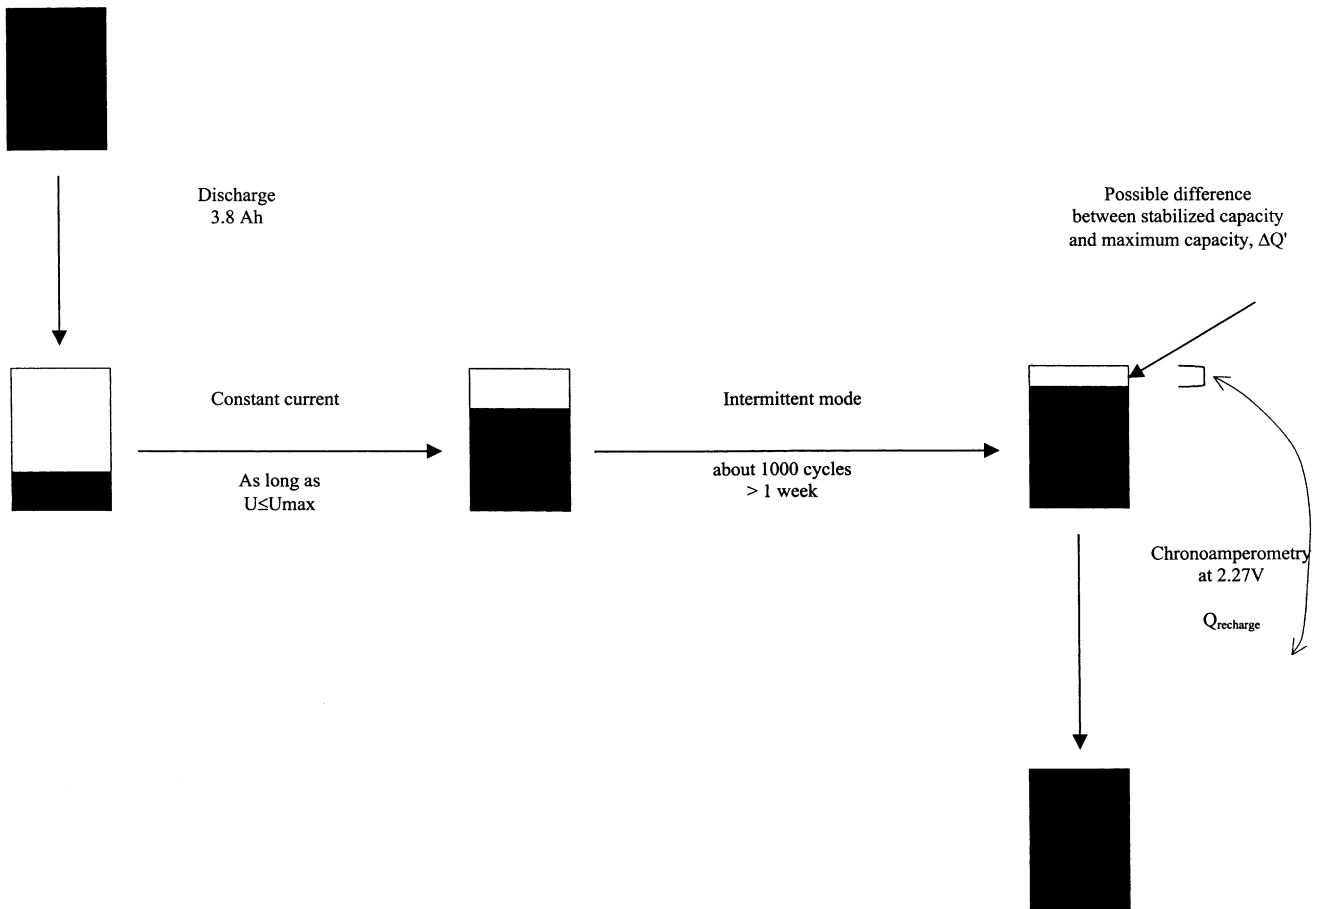 Discharge
3.8 Ah
Possible difference
between stabilized capacity
and maximum capacity, ΔQ'
Constant current
As long as
U≤Umax
Intermittent mode
about 1000 cycles
> 1 week
Chronoamperometry
at 2.27V
Qrecharge